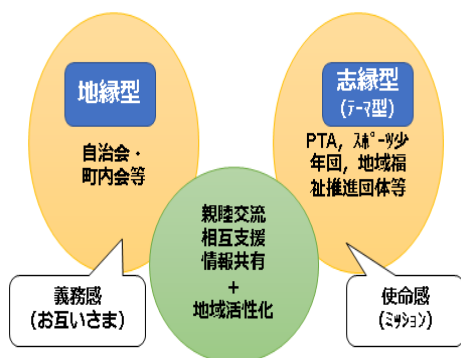 地縁型
自治会・
町内会等
志縁型
(ﾃｰﾏ型)
PTA, ｽﾎﾟｰﾂ少
年団, 地域福
祉推進団体等
親睦交流
相互支援
情報共有
+
地域活性化
義務感
(お互いさま)
使命感
(ﾐｯｼｮﾝ)